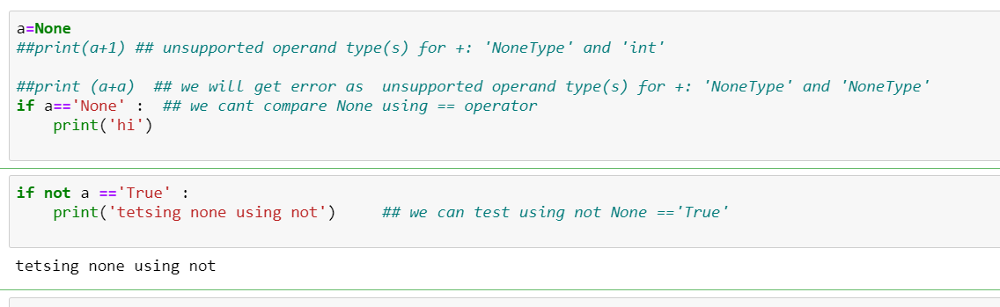 a=None
##print(a+1) ## unsupported operand type(s) for +: 'NoneType' and 'int'
##print (a+a)  ## we will get error as  unsupported operand type(s) for +: 'NoneType' and 'NoneType'
if a=='None' :  ## we cant compare None using == operator
    print('hi')
if not a =='True' :
    print('tetsing none using not')     ## we can test using not None =='True'
tetsing none using not